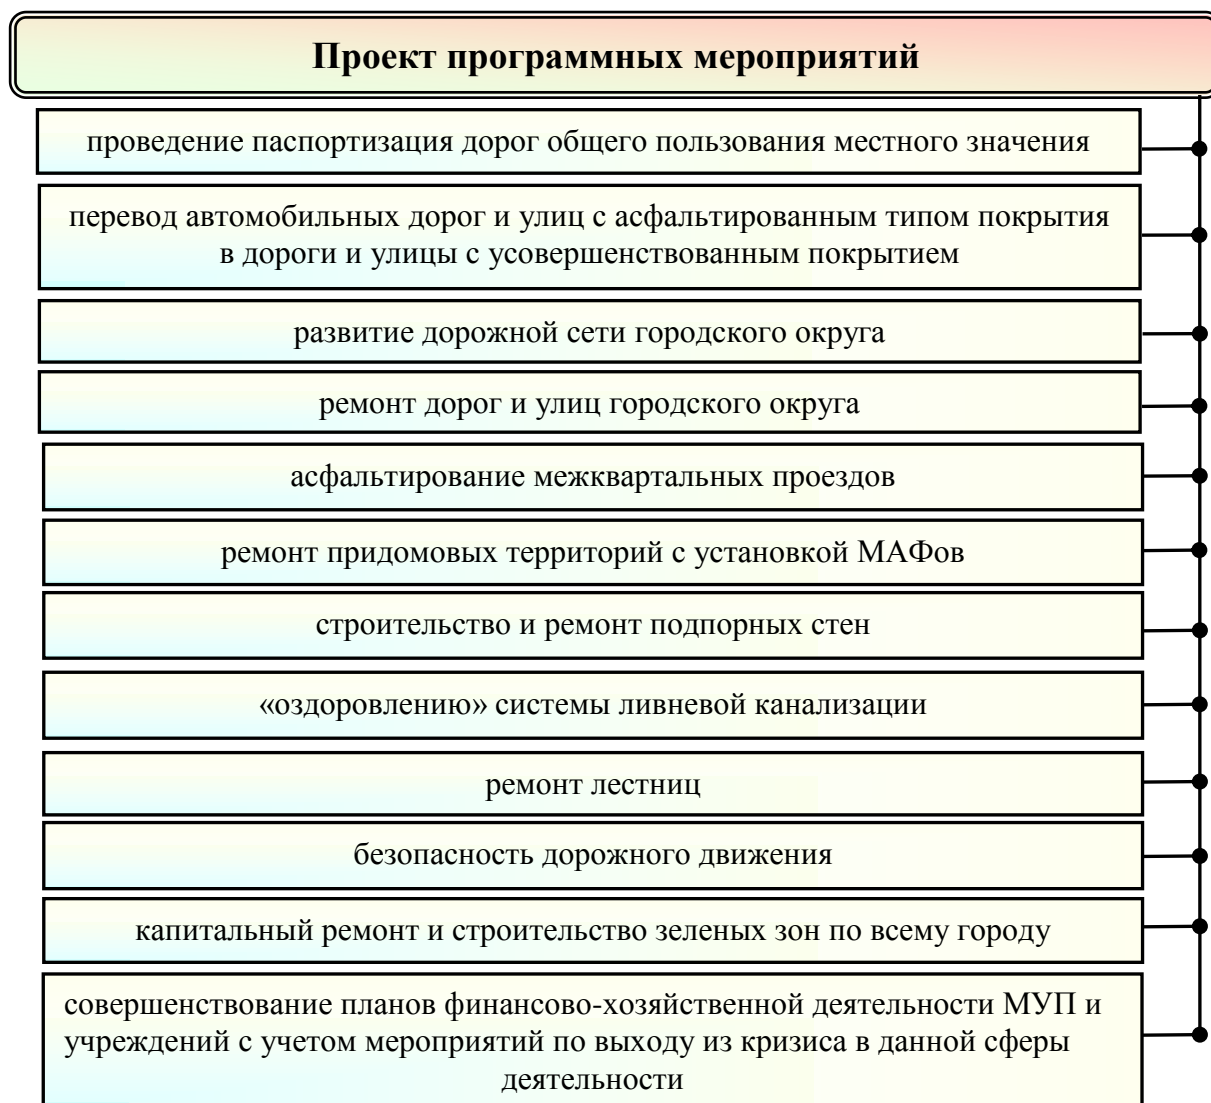 Проект программных мероприятий
проведение паспортизация дорог общего пользования местного значения
перевод автомобильных дорог и улиц с асфальтированным типом покрытия
в дороги и улицы с усовершенствованным покрытием
развитие дорожной сети городского округа
ремонт дорог и улиц городского округа
асфальтирование межквартальных проездов
ремонт придомовых территорий с установкой МАФов
строительство и ремонт подпорных стен
«оздоровлению» системы ливневой канализации
ремонт лестниц
безопасность дорожного движения
капитальный ремонт и строительство зеленых зон по всему городу
совершенствование планов финансово-хозяйственной деятельности МУП и
учреждений с учетом мероприятий по выходу из кризиса в данной сферы
деятельности